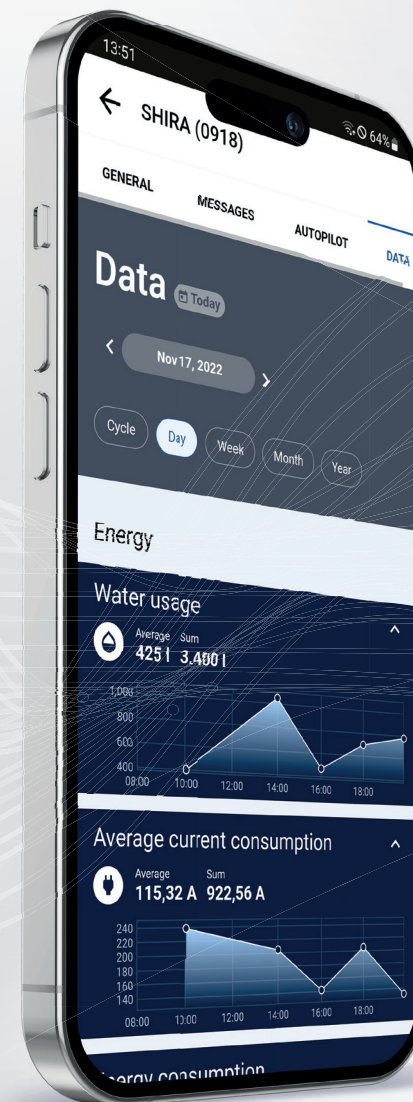 13:51 64%
SHIRA (0918)
GENERAL MESSAGES AUTOPILOT DATA
Data Today
Nov 17, 2022
Cycle Day Week Month Year
Energy
Water usage
Average Sum
425 l 3.400 l
1,000
800
600
400
08:00 10:00 12:00 14:00 16:00 18:00
Average current consumption
Average Sum
115,32 A 922,56 A
240
220
200
180
160
140
08:00 10:00 12:00 14:00 16:00 18:00
Energy consumption